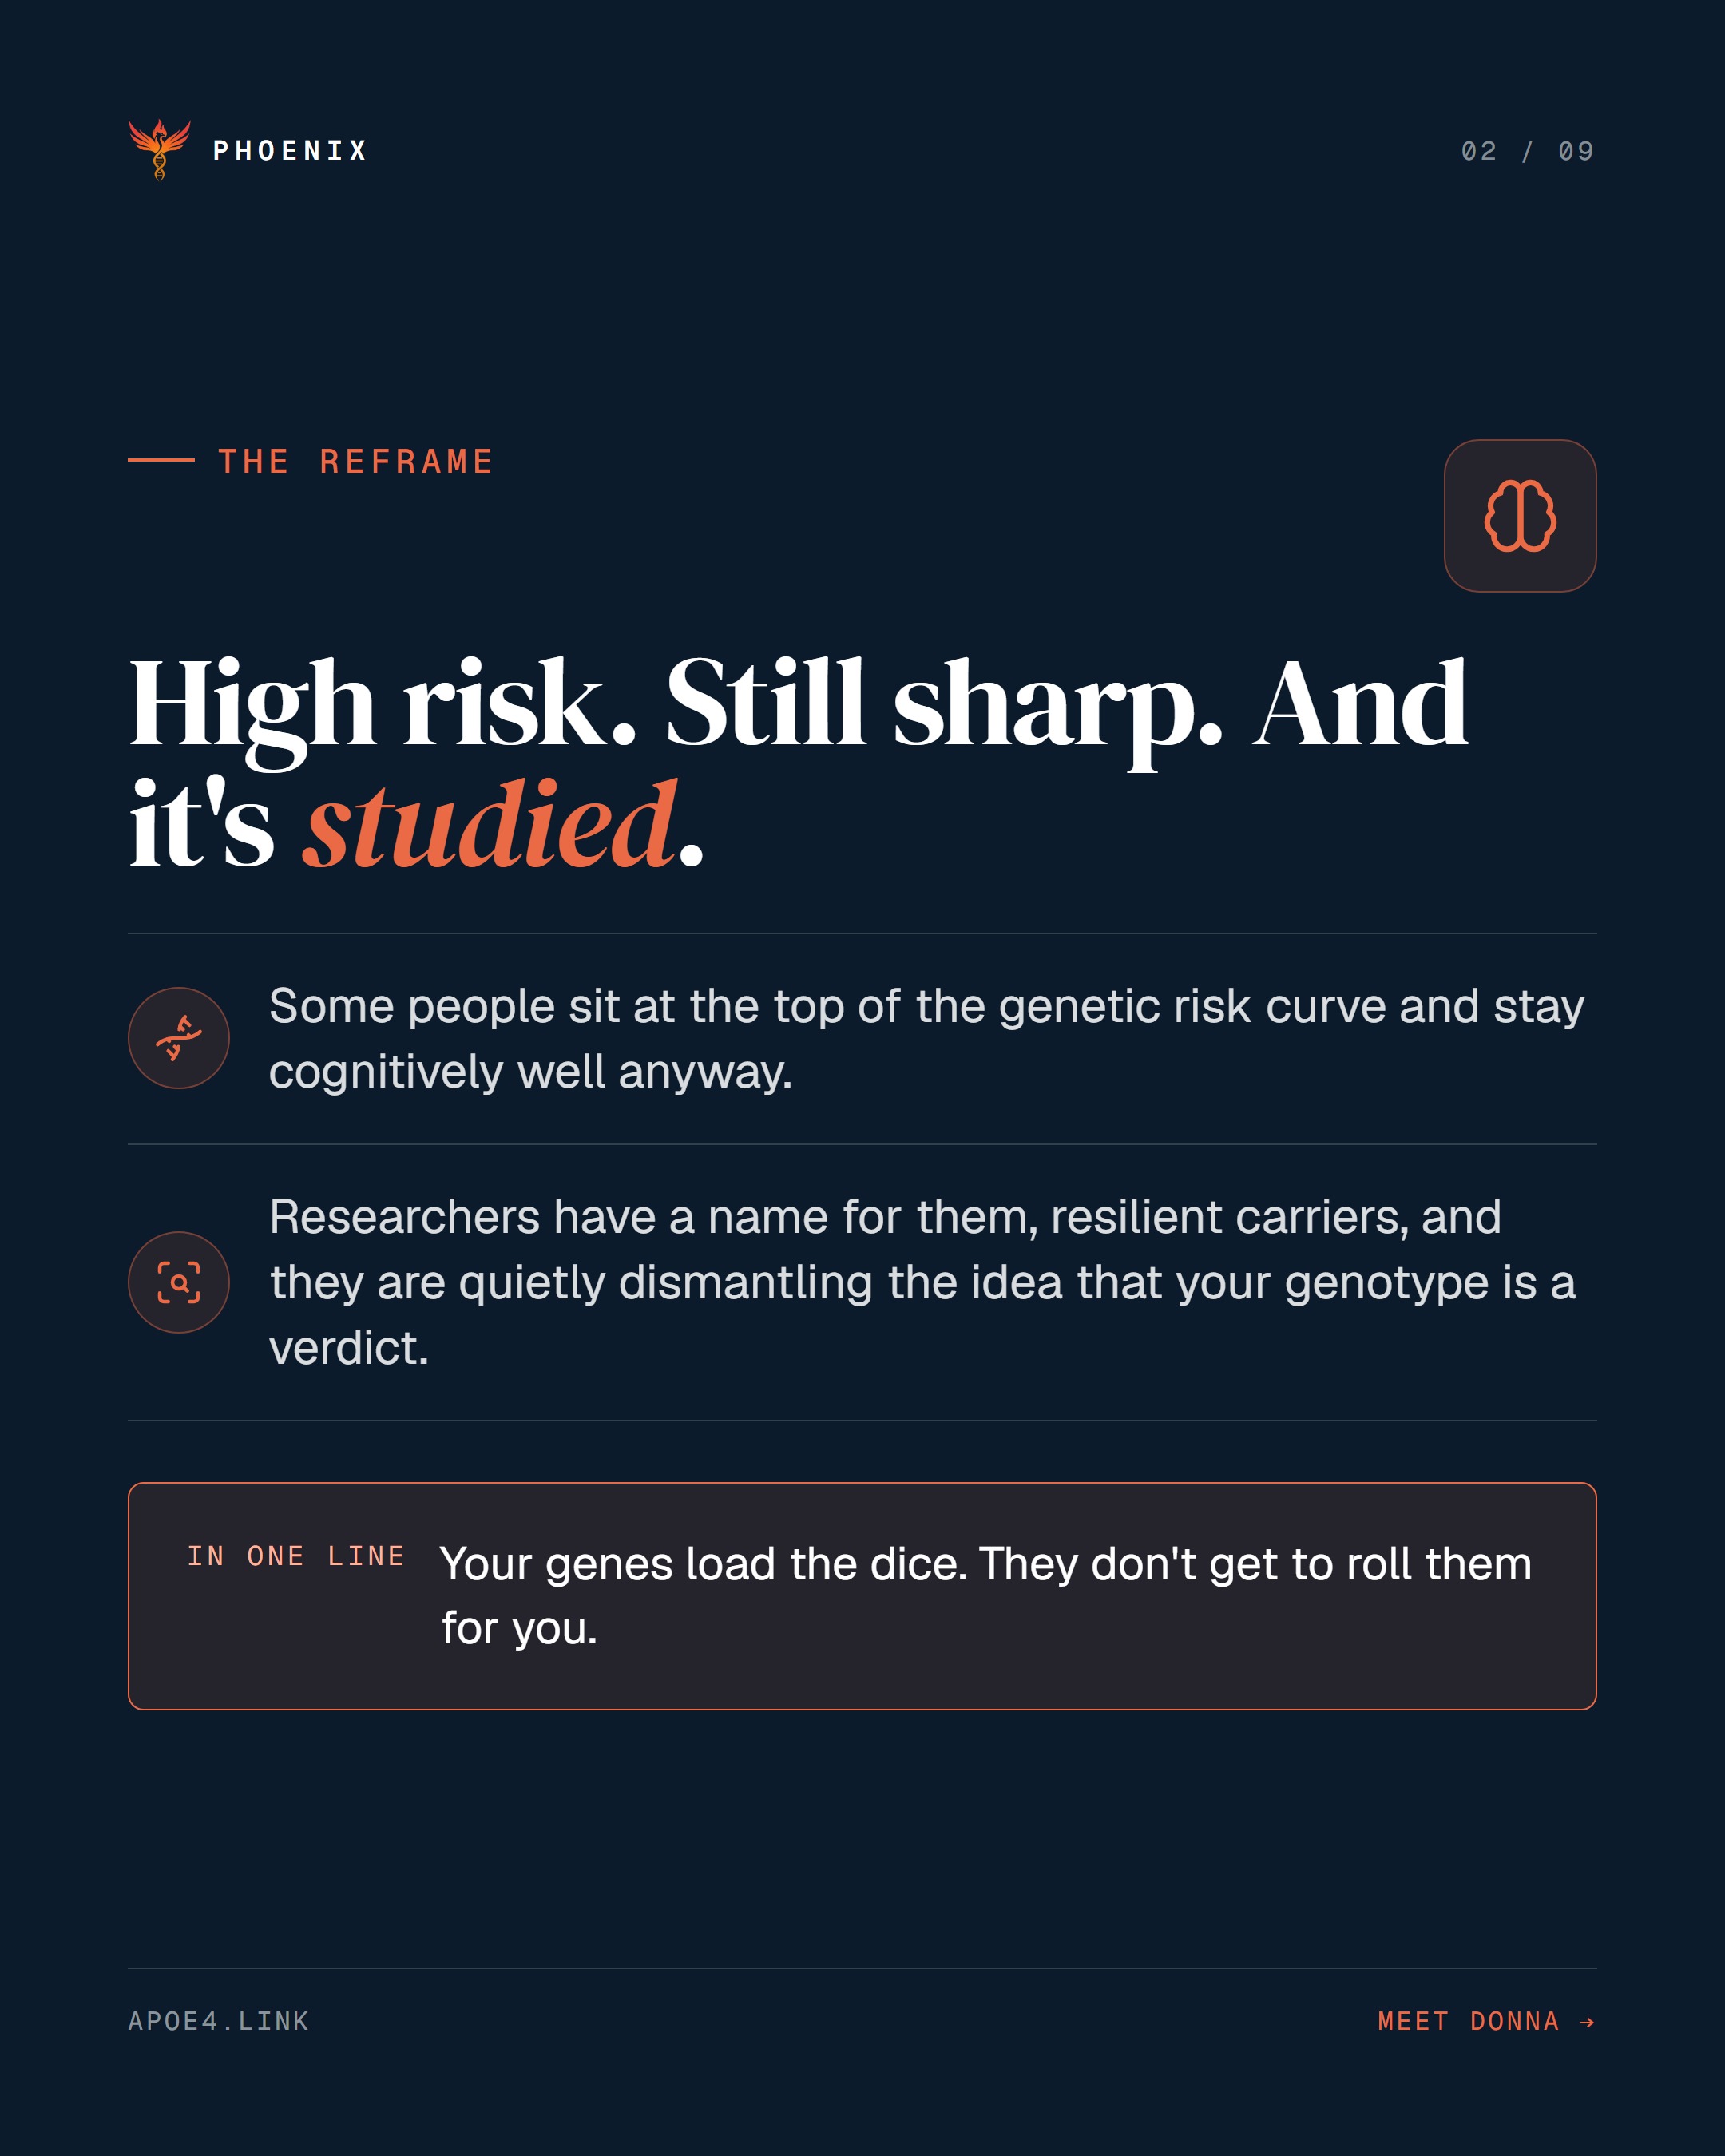 PHOENIX
02 / 09
THE REFRAME
High risk. Still sharp. And
it's studied.
Some people sit at the top of the genetic risk curve and stay
cognitively well anyway.
Researchers have a name for them, resilient carriers, and
they are quietly dismantling the idea that your genotype is a
verdict.
IN ONE LINE
Your genes load the dice. They don't get to roll them
for you.
APOE4.LINK
MEET DONNA →